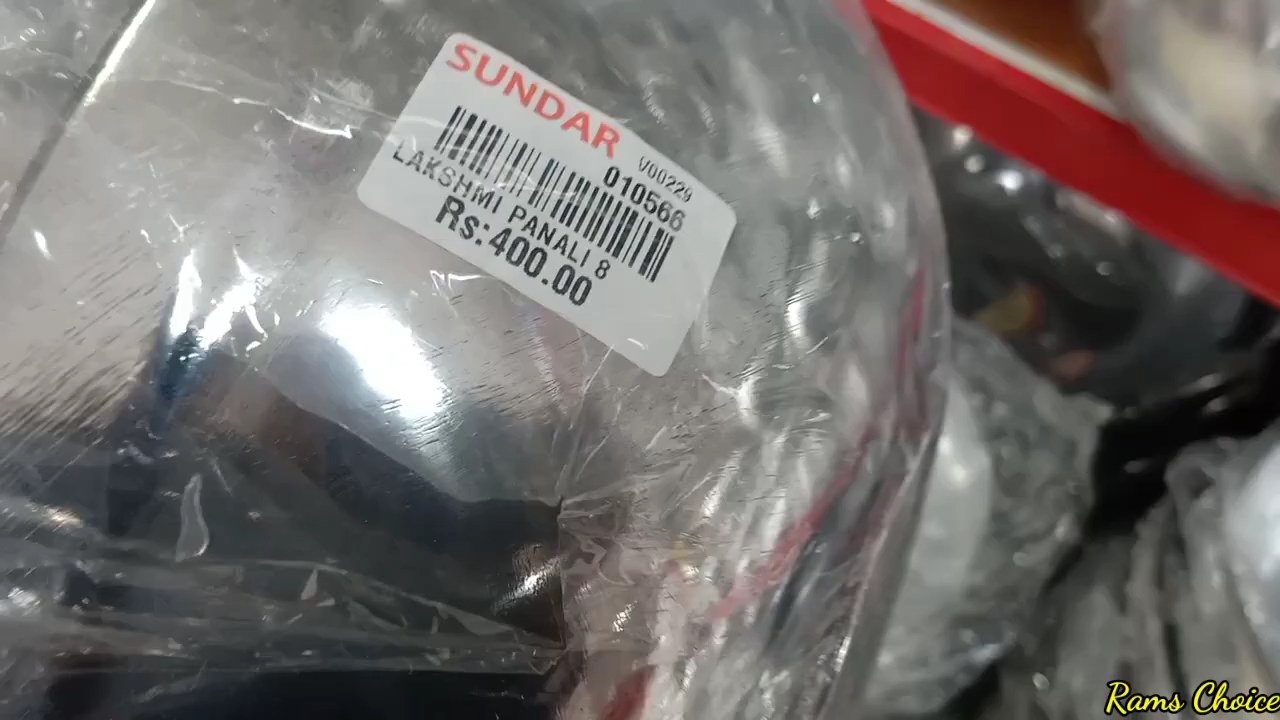 SUNDAR
V00229
010566
LAKSHMI PANALI 8
Rs:400.00
Rams Choice